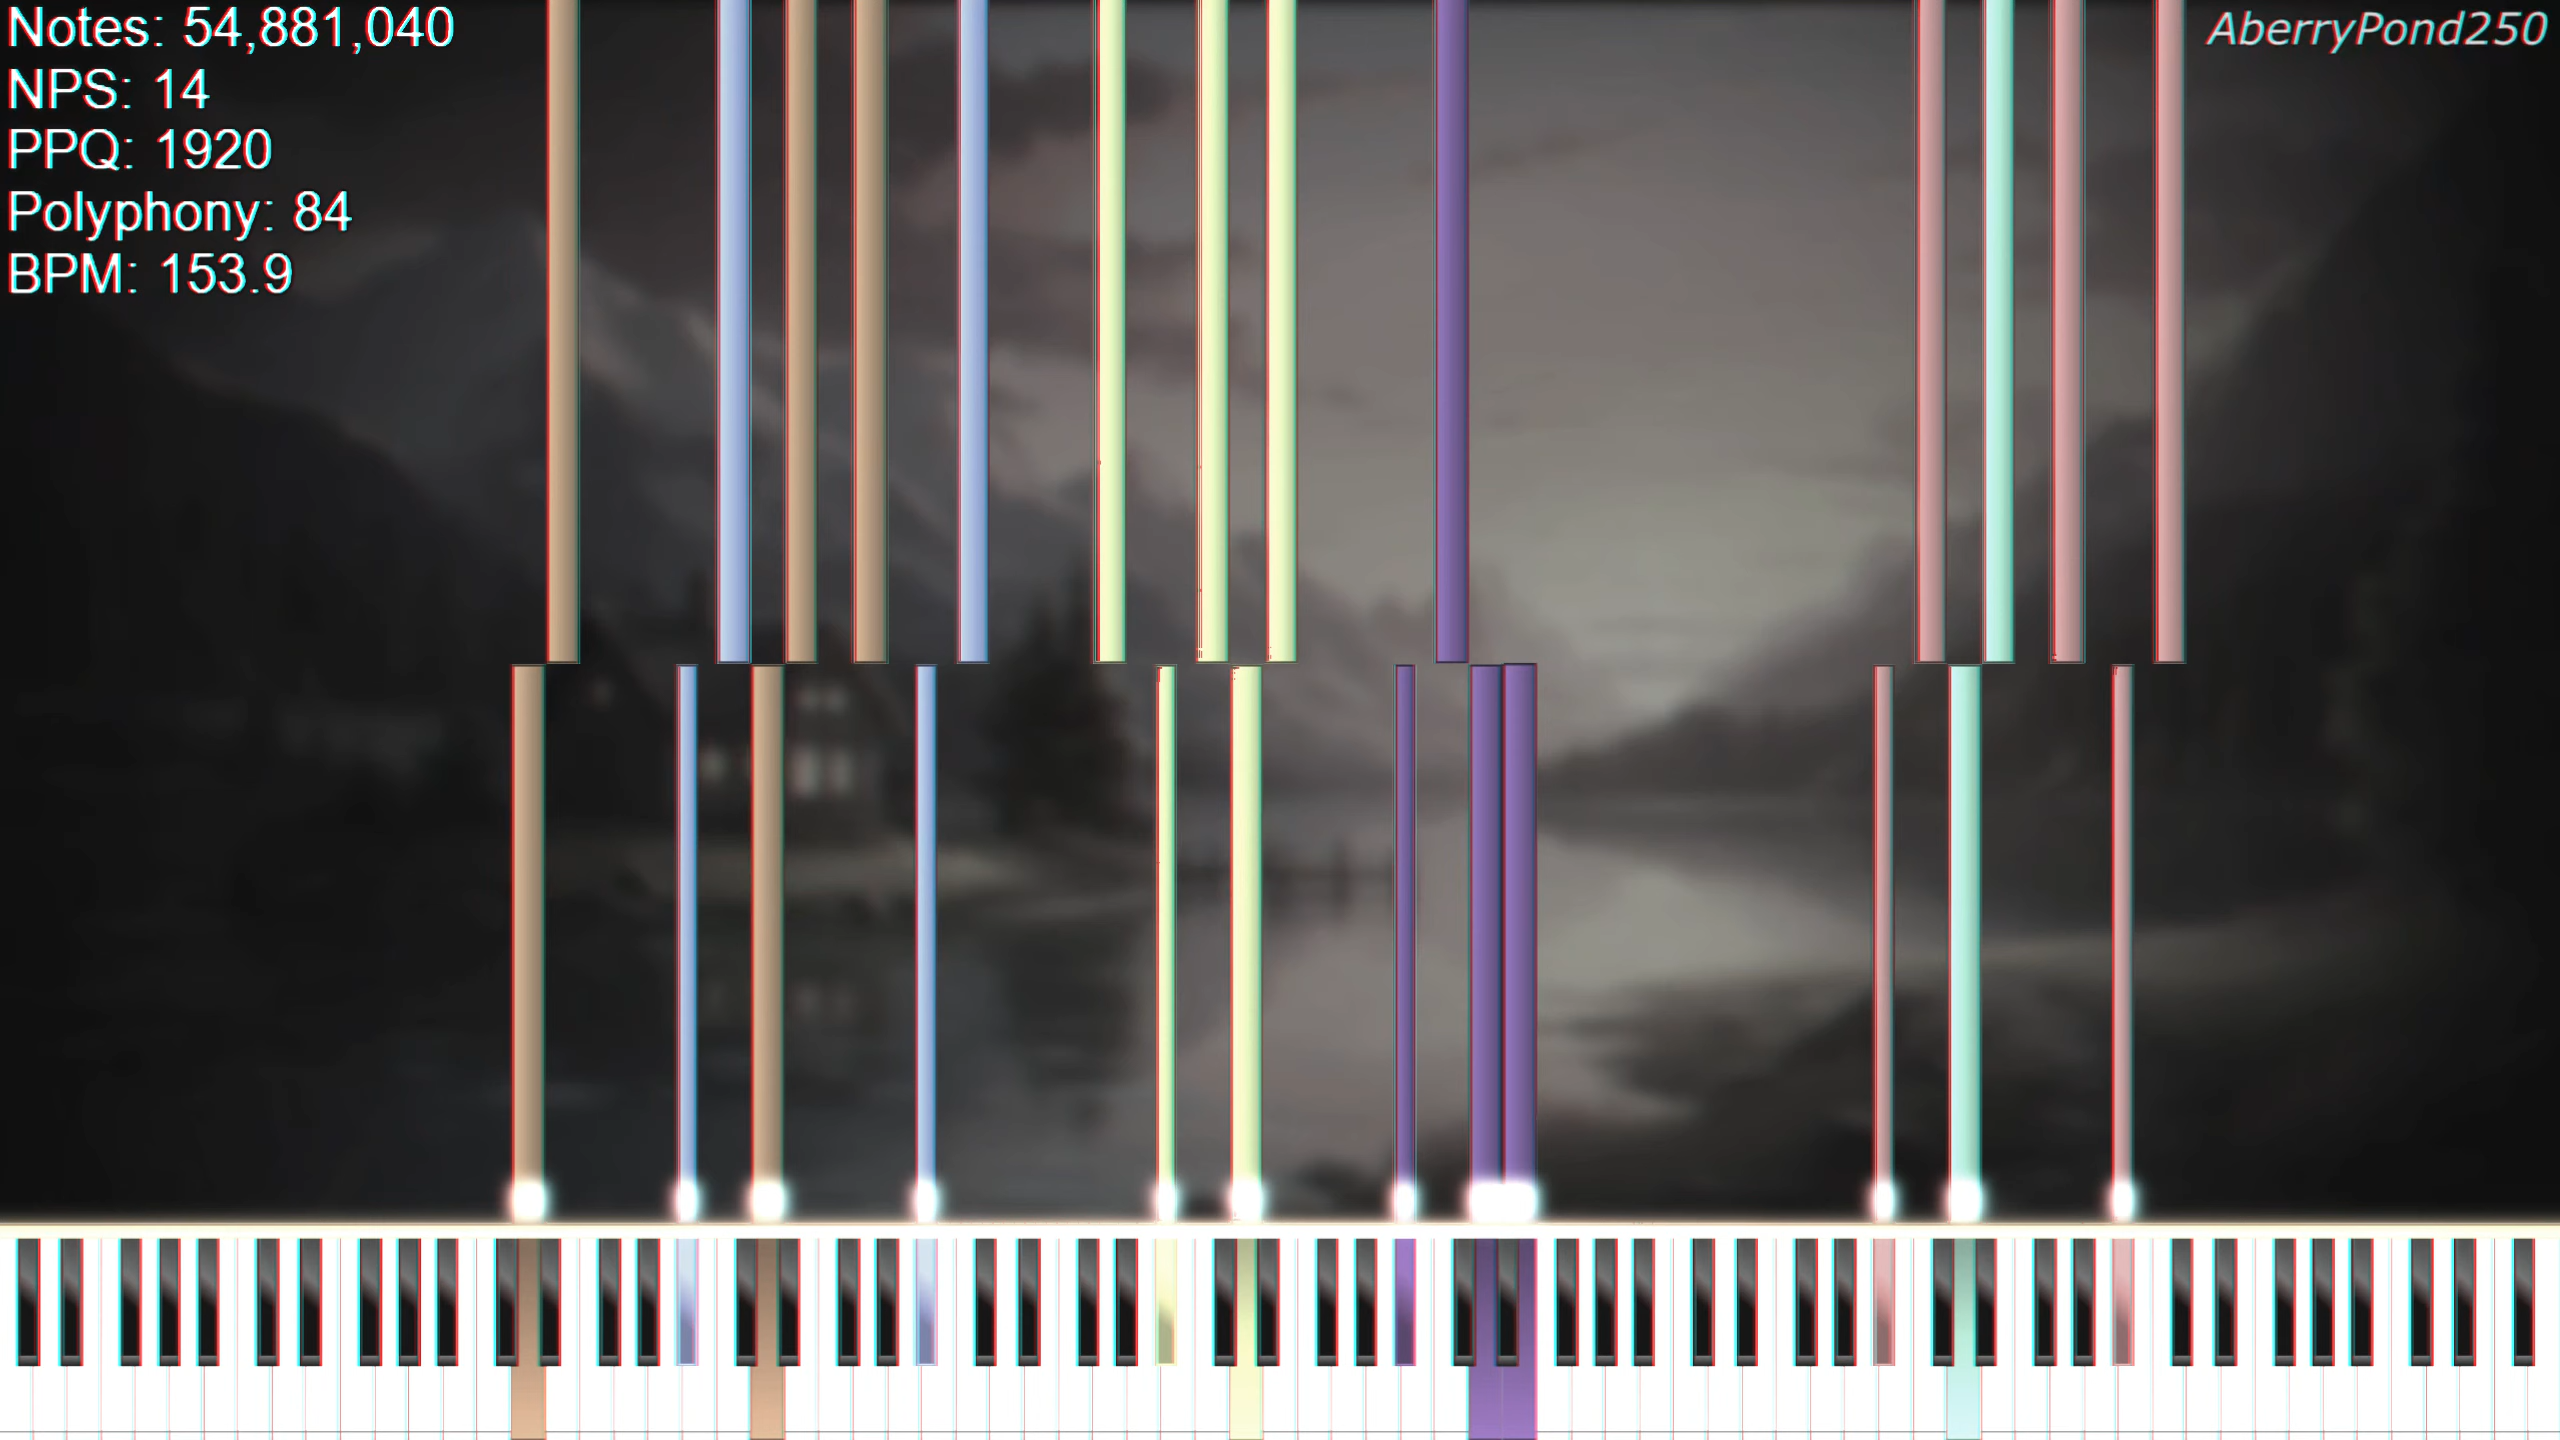 Notes: 54,881,040
AberryPond250
NPS: 14
PPQ: 1920
Polyphony: 84
BPM: 153.9